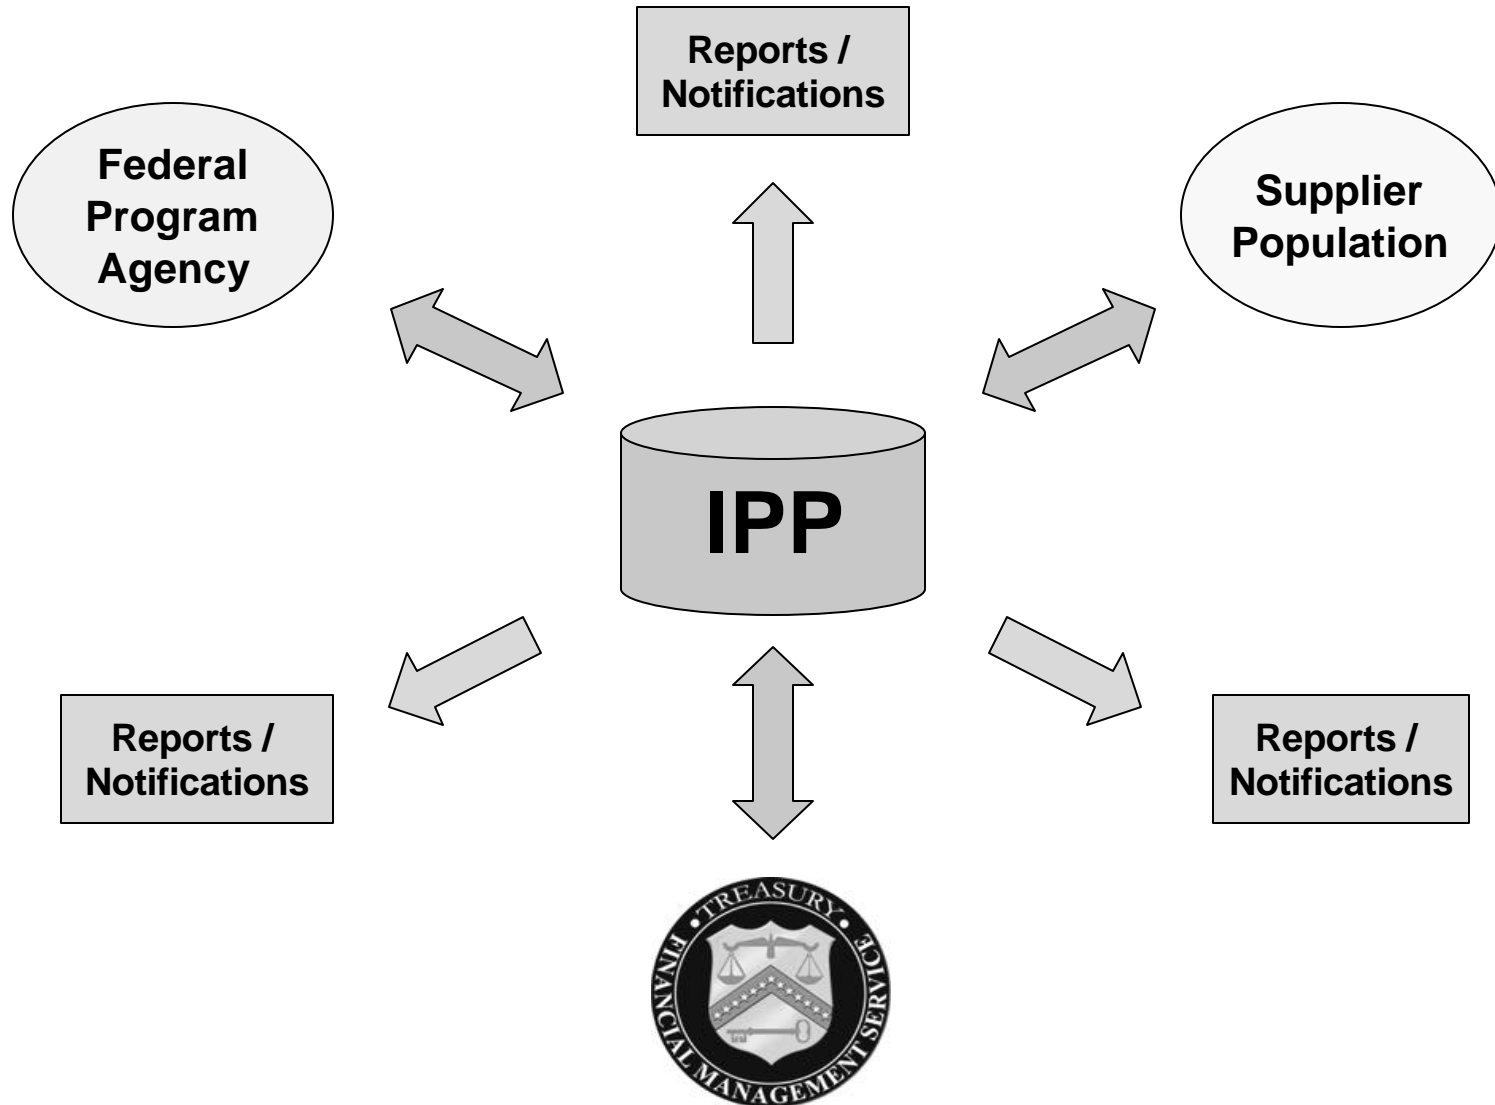 Reports /
Notifications
Federal
Program
Agency
Supplier
Population
IPP
Reports /
Notifications
Reports /
Notifications
• TREASURY •
FINANCIAL MANAGEMENT SERVICE